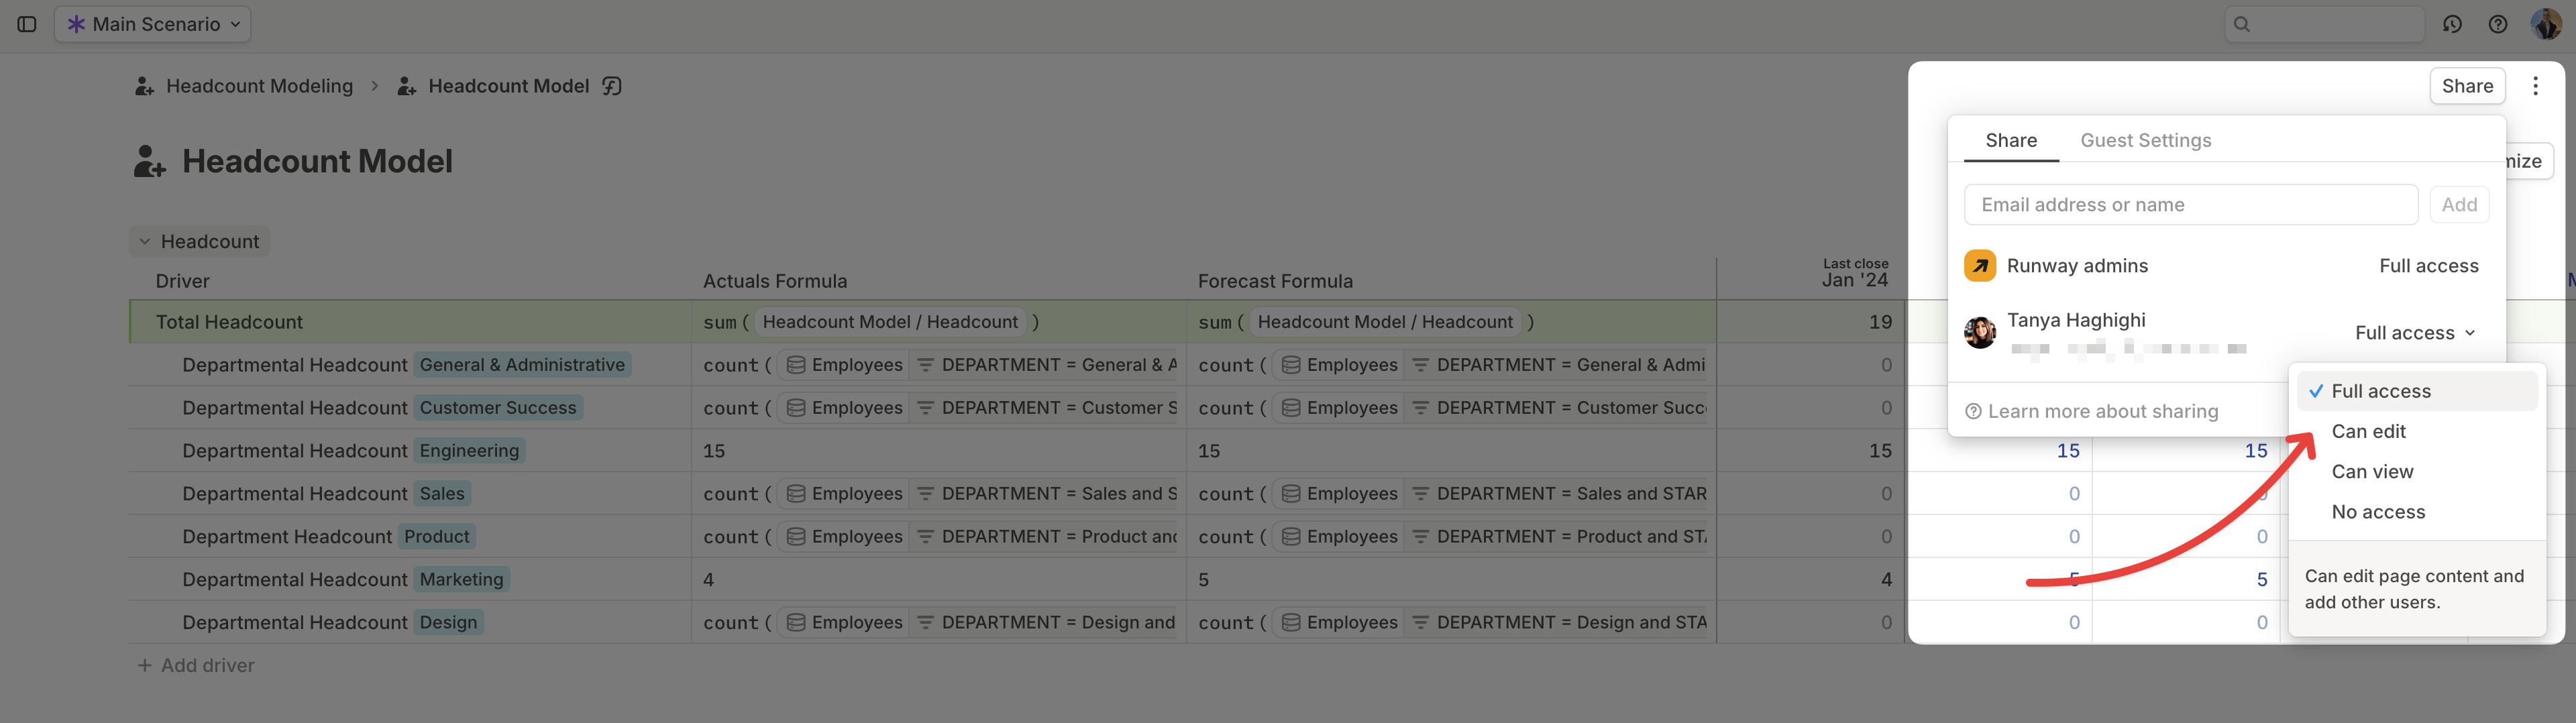 Main Scenario
Headcount Modeling > Headcount Model
Share
Headcount Model
mize
Share Guest Settings
Email address or name Add
Runway admins Full access
Tanya Haghighi
Full access
Learn more about sharing
Full access
Can edit
Can view
No access
Can edit page content and
add other users.
Headcount
Driver Actuals Formula Forecast Formula Last close
Jan '24
Total Headcount sum ( Headcount Model / Headcount ) sum ( Headcount Model / Headcount ) 19
Departmental Headcount General & Administrative count ( Employees DEPARTMENT = General & A count ( Employees DEPARTMENT = General & Admi 0
Departmental Headcount Customer Success count ( Employees DEPARTMENT = Customer S count ( Employees DEPARTMENT = Customer Succ 0
Departmental Headcount Engineering 15 15 15 15 15
Departmental Headcount Sales count ( Employees DEPARTMENT = Sales and S count ( Employees DEPARTMENT = Sales and STAR 0 0 0
Department Headcount Product count ( Employees DEPARTMENT = Product and count ( Employees DEPARTMENT = Product and STA 0 0 0
Departmental Headcount Marketing 4 5 4 5 5
Departmental Headcount Design count ( Employees DEPARTMENT = Design and count ( Employees DEPARTMENT = Design and STA 0 0 0
+ Add driver